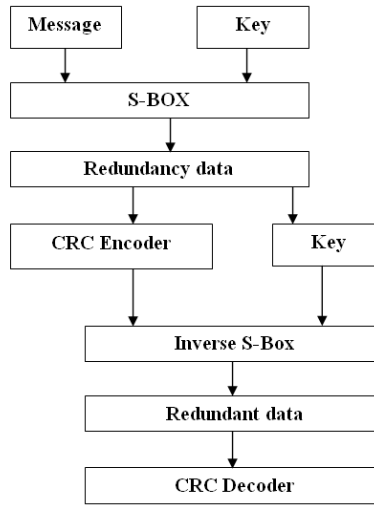 Message
Key
S-BOX
Redundancy data
CRC Encoder
Key
Inverse S-Box
Redundant data
CRC Decoder